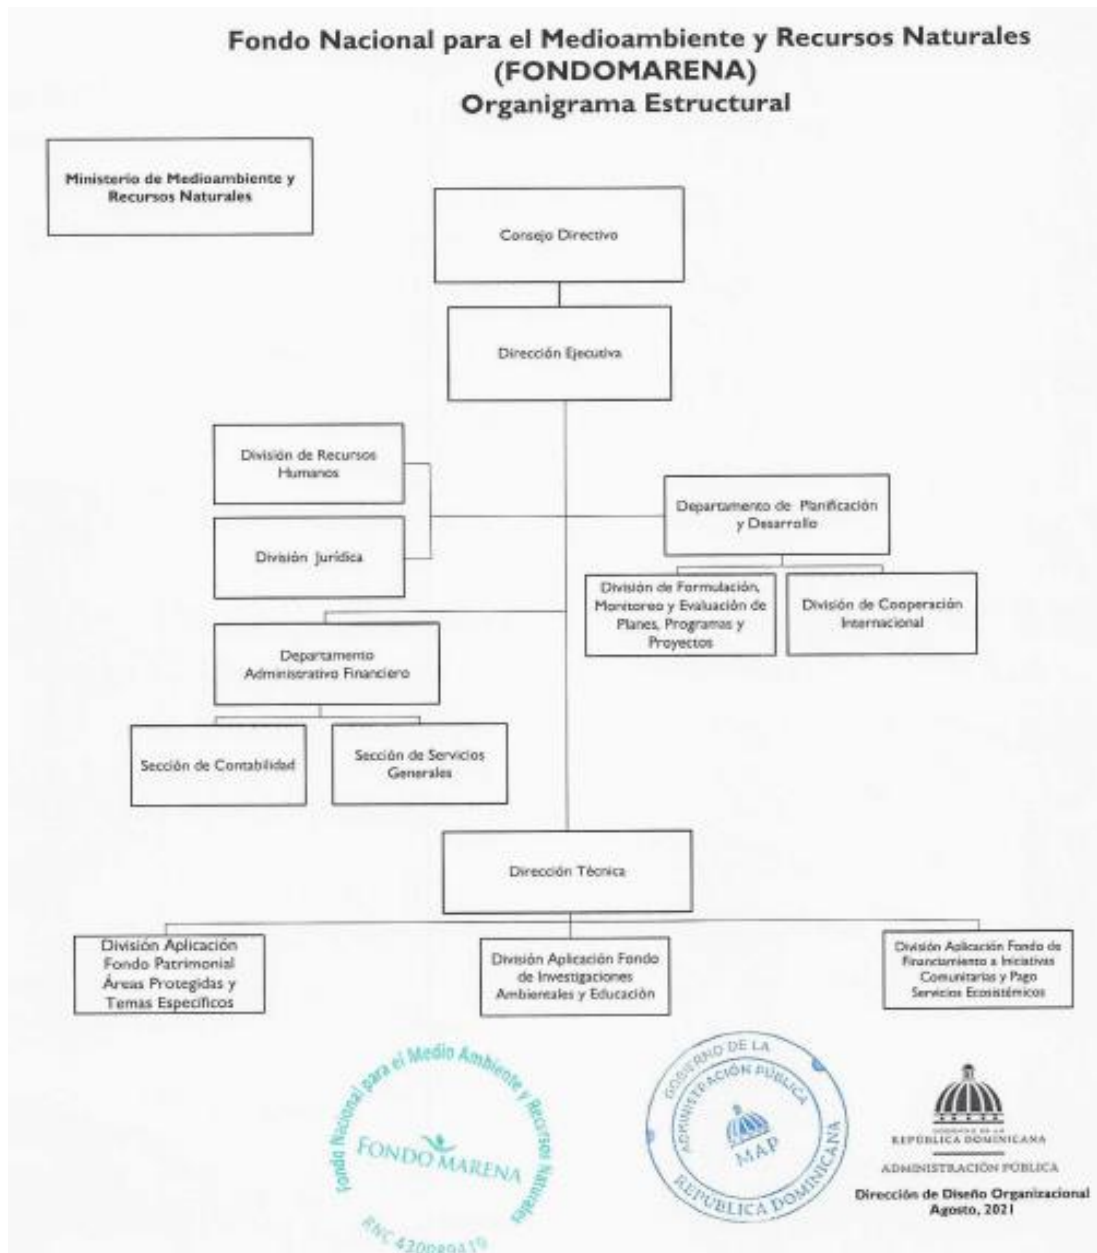 Fondo Nacional para el Medioambiente y Recursos Naturales
(FONDOMARENA)
Organigrama Estructural
Ministerio de Medioambiente y
Recursos Naturales
Consejo Directivo
Dirección Ejecutiva
División de Recursos
Humanos
División Jurídica
Departamento de Planificación
y Desarrollo
División de Formulación,
Monitoreo y Evaluación de
Planes, Programas y
Proyectos
División de Cooperación
Internacional
Departamento
Administrativo Financiero
Sección de Contabilidad
Sección de Servicios
Generales
Dirección Técnica
División Aplicación
Fondo Patrimonial
Áreas Protegidas y
Temas Específicos
División Aplicación Fondo
de Investigaciones
Ambientales y Educación
División Aplicación Fondo de
Financiamiento a Iniciativas
Comunitarias y Pago
Servicios Ecosistémicos
Fondo Nacional para el Medio Ambiente y Recursos Naturales
FONDO MARENA
RNC 430089419
GOBIERNO DE LA
ADMINISTRACIÓN PÚBLICA
MAP
REPÚBLICA DOMINICANA
GOBIERNO DE LA
REPÚBLICA DOMINICANA
ADMINISTRACIÓN PÚBLICA
Dirección de Diseño Organizacional
Agosto, 2021